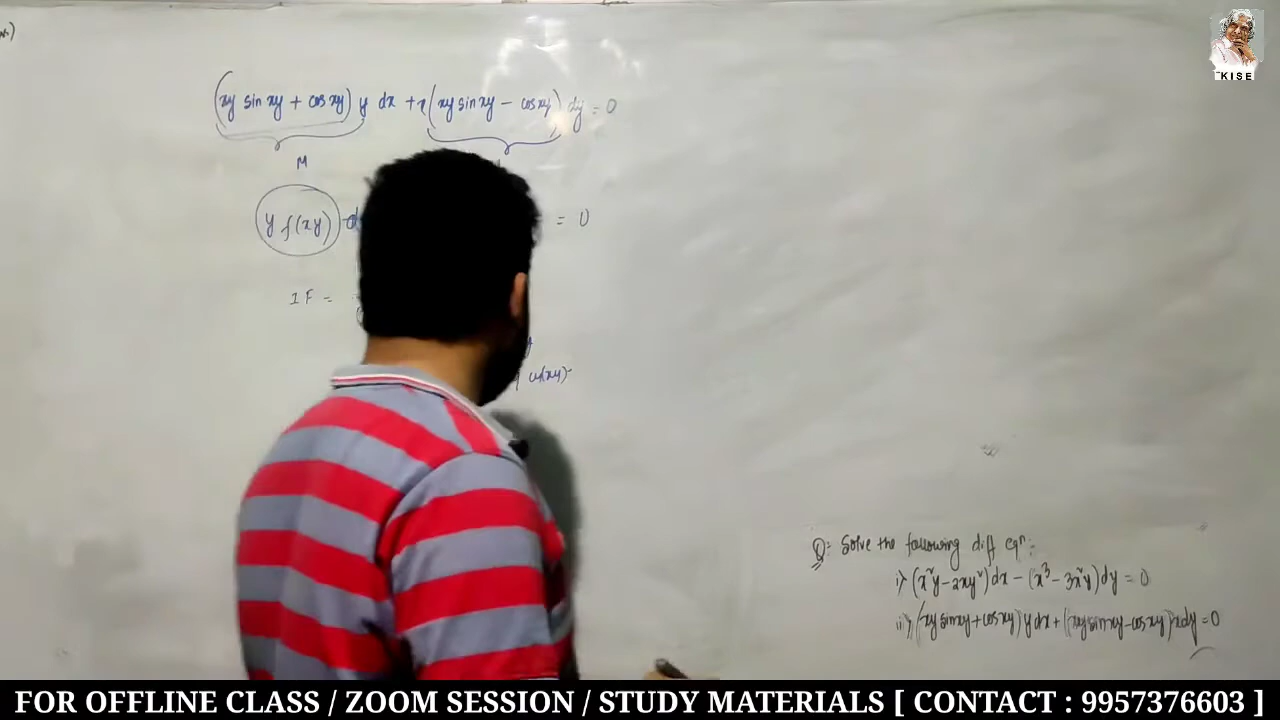 (xy sin xy + cos xy) y dx + x (xy sin xy - cos xy) dy = 0
M
y f(xy) d = 0
IF =
Q: Solve the following diff eqn:
i) (x²y - 2xy²) dx - (x³ - 3x²y) dy = 0
ii) (xy sin xy + cos xy) y dx + (xy sin xy - cos xy) x dy = 0
KISE
FOR OFFLINE CLASS / ZOOM SESSION / STUDY MATERIALS [ CONTACT : 9957376603 ]